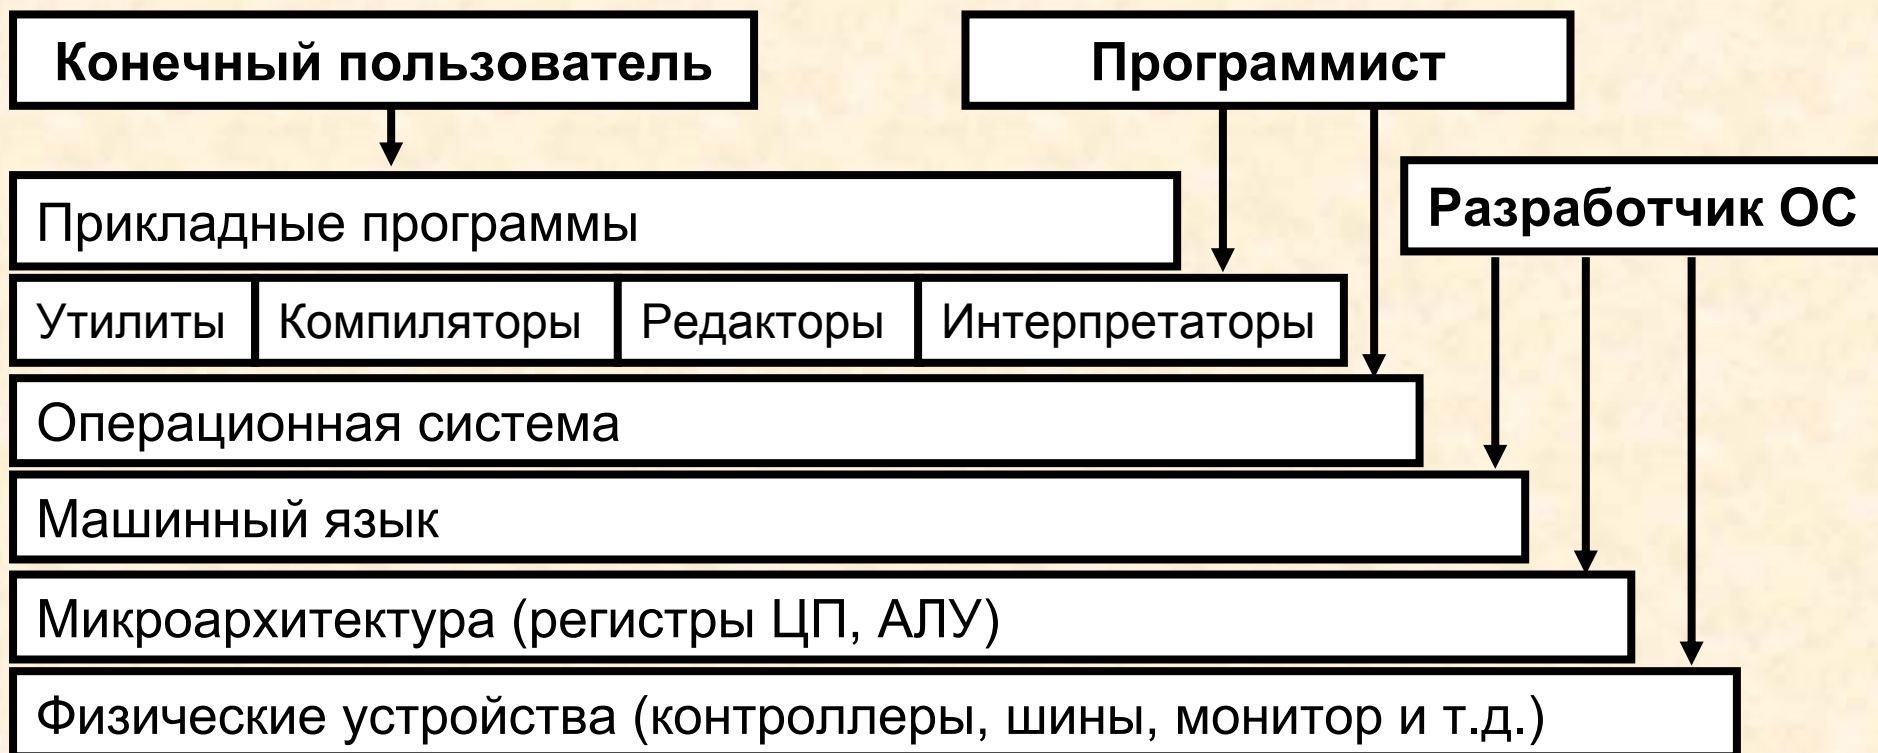 Конечный пользователь
Программист
Прикладные программы
Разработчик ОС
Утилиты
Компиляторы
Редакторы
Интерпретаторы
Операционная система
Машинный язык
Микроархитектура (регистры ЦП, АЛУ)
Физические устройства (контроллеры, шины, монитор и т.д.)